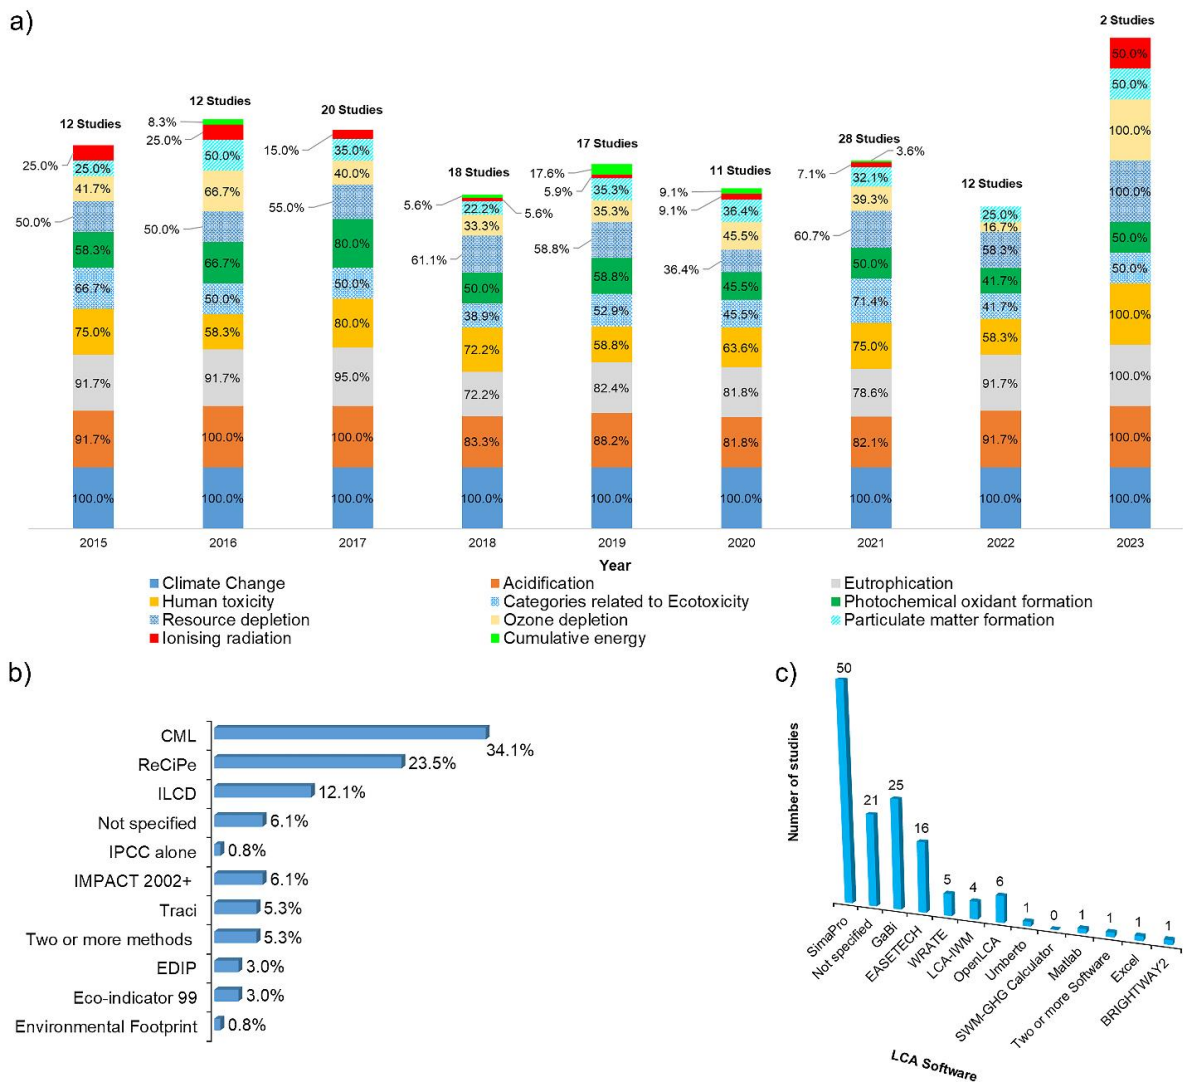 a)
12 Studies
25.0%
25.0%
41.7%
50.0%
58.3%
66.7%
75.0%
91.7%
91.7%
100.0%
2015
12 Studies
8.3%
25.0%
50.0%
66.7%
50.0%
66.7%
50.0%
58.3%
91.7%
100.0%
100.0%
2016
20 Studies
15.0%
35.0%
40.0%
55.0%
80.0%
50.0%
80.0%
95.0%
100.0%
100.0%
2017
18 Studies
5.6%
5.6%
22.2%
33.3%
61.1%
50.0%
38.9%
72.2%
72.2%
83.3%
100.0%
2018
17 Studies
17.6%
5.9%
35.3%
35.3%
58.8%
58.8%
52.9%
58.8%
82.4%
88.2%
100.0%
2019
11 Studies
9.1%
9.1%
36.4%
45.5%
36.4%
45.5%
45.5%
63.6%
81.8%
81.8%
100.0%
2020
28 Studies
3.6%
7.1%
32.1%
39.3%
60.7%
50.0%
71.4%
75.0%
78.6%
82.1%
100.0%
2021
12 Studies
25.0%
16.7%
58.3%
41.7%
41.7%
58.3%
91.7%
91.7%
100.0%
2022
2 Studies
50.0%
50.0%
100.0%
100.0%
50.0%
50.0%
100.0%
100.0%
100.0%
100.0%
2023
Year
Climate Change
Acidification
Eutrophication
Human toxicity
Categories related to Ecotoxicity
Photochemical oxidant formation
Resource depletion
Ozone depletion
Particulate matter formation
Ionising radiation
Cumulative energy
b)
CML
34.1%
ReCiPe
23.5%
ILCD
12.1%
Not specified
6.1%
IPCC alone
0.8%
IMPACT 2002+
6.1%
Traci
5.3%
Two or more methods
5.3%
EDIP
3.0%
Eco-indicator 99
3.0%
Environmental Footprint
0.8%
c)
Number of studies
50
21
25
16
5
4
6
1
0
1
1
1
1
SimaPro
Not specified
GaBi
EASETECH
WRATE
LCA-IWM
OpenLCA
Umberto
SWM-GHG Calculator
Matlab
Two or more Software
Excel
BRIGHTWAY2
LCA Software